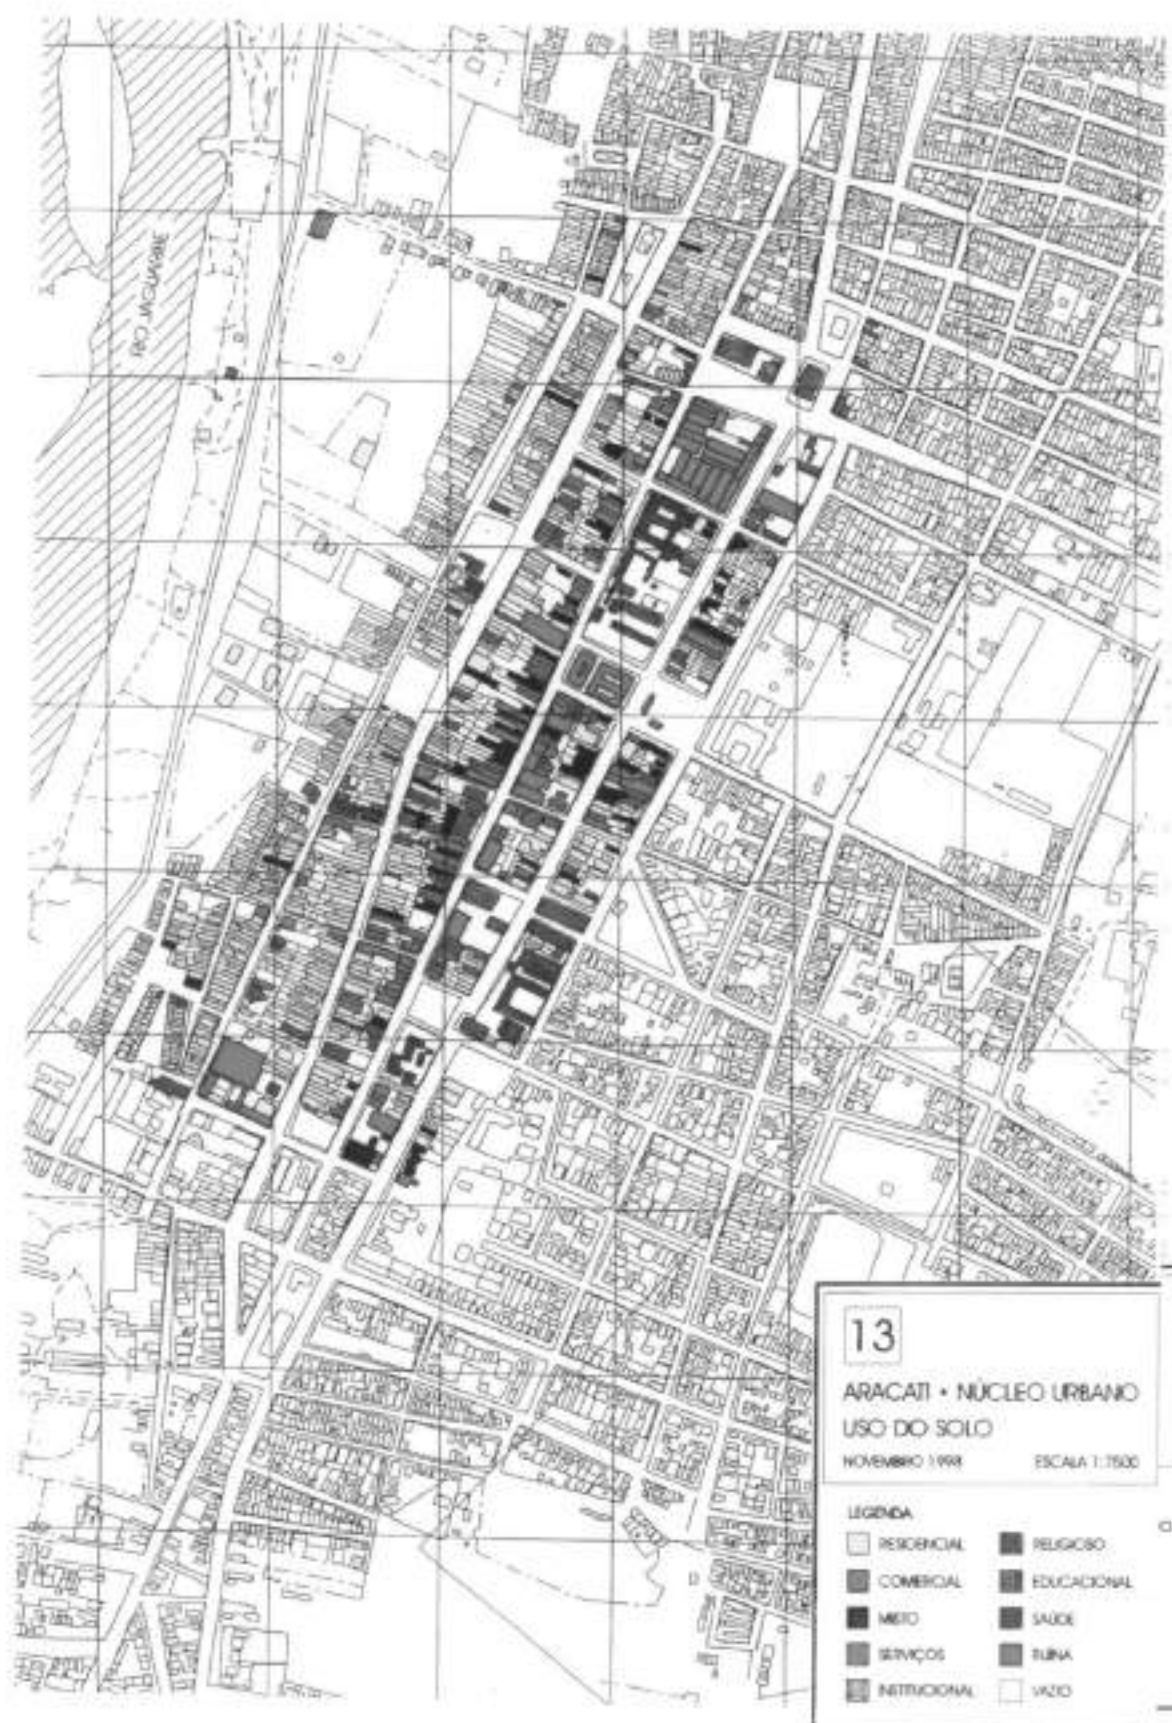 RIO JAGUARIBE
13
ARACATI • NÚCLEO URBANO
USO DO SOLO
NOVEMBRO 1998 ESCALA 1:7500
LEGENDA
RESIDENCIAL
COMERCIAL
MISTO
SERVIÇOS
INSTITUCIONAL
RELIGIOSO
EDUCACIONAL
SAÚDE
RUÍNA
VAZIO